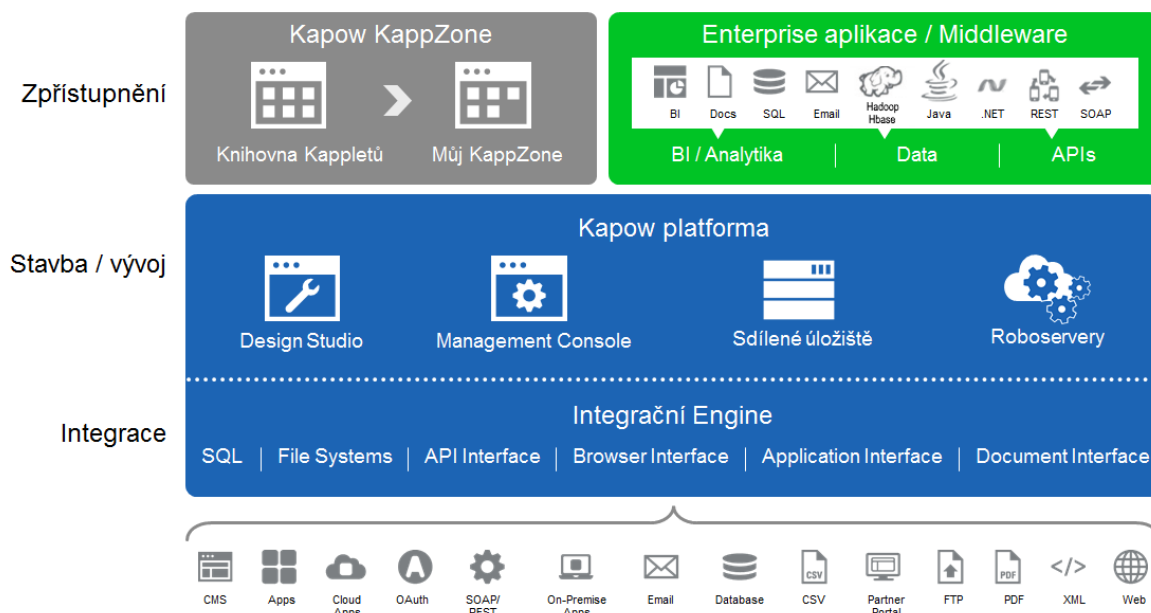 Kapow KappZone
Enterprise aplikace / Middleware
Zpřístupnění
BI
Docs
SQL
Email
Hadoop
Hbase
Java
.NET
REST
SOAP
Knihovna Kappletů
Můj KappZone
BI / Analytika
Data
APIs
Kapow platforma
Stavba / vývoj
Design Studio
Management Console
Sdílené úložiště
Roboservery
Integrační Engine
Integrace
SQL | File Systems | API Interface | Browser Interface | Application Interface | Document Interface
CSV
PDF
</>
CMS
Apps
Cloud
Apps
OAuth
SOAP/
REST
On-Premise
Apps
Email
Database
CSV
Partner
Portal
FTP
PDF
XML
Web